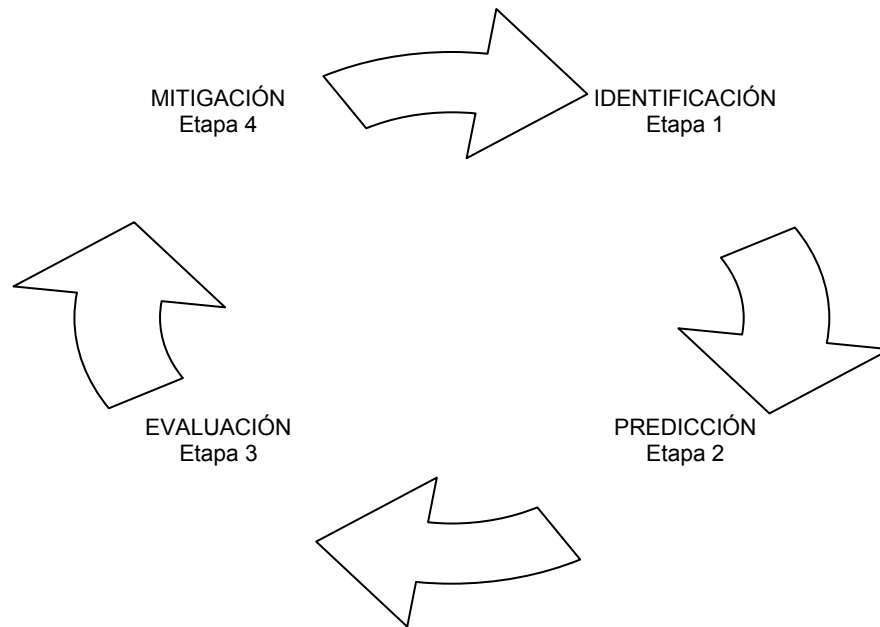 MITIGACIÓN
Etapa 4
IDENTIFICACIÓN
Etapa 1
EVALUACIÓN
Etapa 3
PREDICCIÓN
Etapa 2